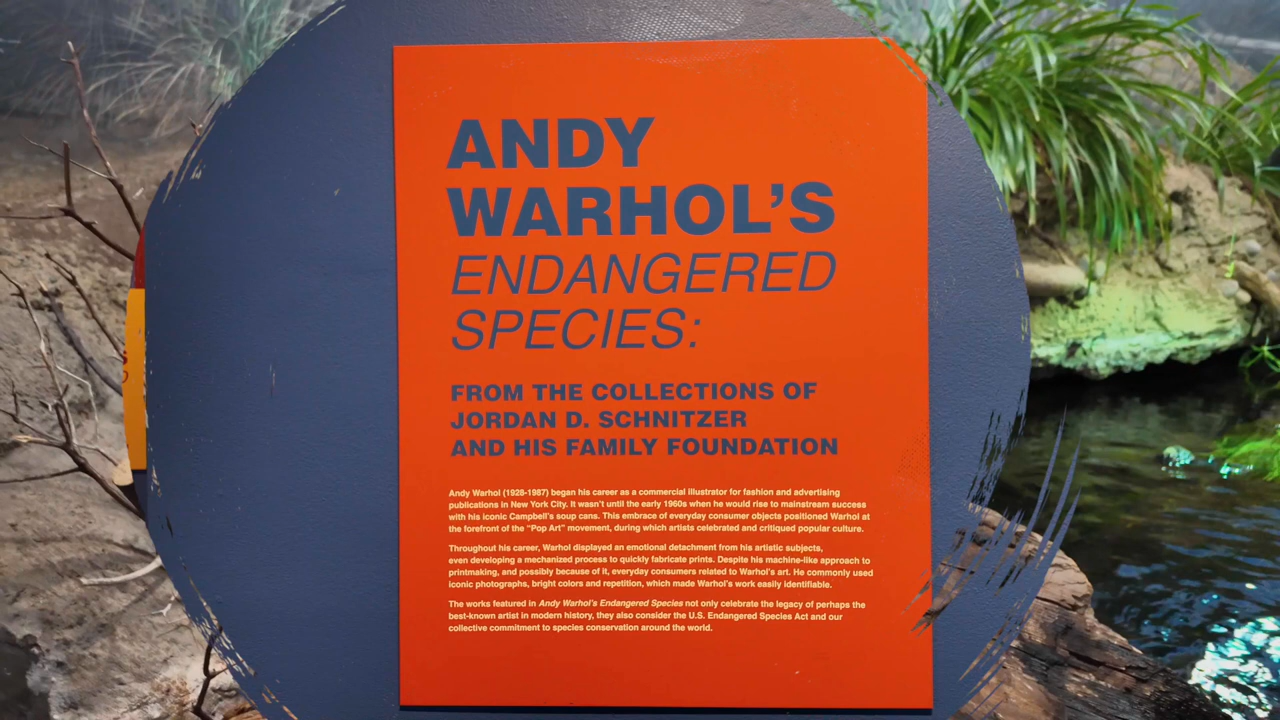 ANDY
WARHOL'S
ENDANGERED
SPECIES:
FROM THE COLLECTIONS OF
JORDAN D. SCHNITZER
AND HIS FAMILY FOUNDATION
Andy Warhol (1928-1987) began his career as a commercial illustrator for fashion and advertising
publications in New York City. It wasn't until the early 1960s when he would rise to mainstream success
with his iconic Campbell's soup cans. This embrace of everyday consumer objects positioned Warhol at
the forefront of the "Pop Art" movement, during which artists celebrated and critiqued popular culture.
Throughout his career, Warhol displayed an emotional detachment from his artistic subjects,
even developing a mechanized process to quickly fabricate prints. Despite his machine-like approach to
printmaking, and possibly because of it, everyday consumers related to Warhol's art. He commonly used
iconic photographs, bright colors and repetition, which made Warhol's work easily identifiable.
The works featured in Andy Warhol's Endangered Species not only celebrate the legacy of perhaps the
best-known artist in modern history, they also consider the U.S. Endangered Species Act and our
collective commitment to species conservation around the world.